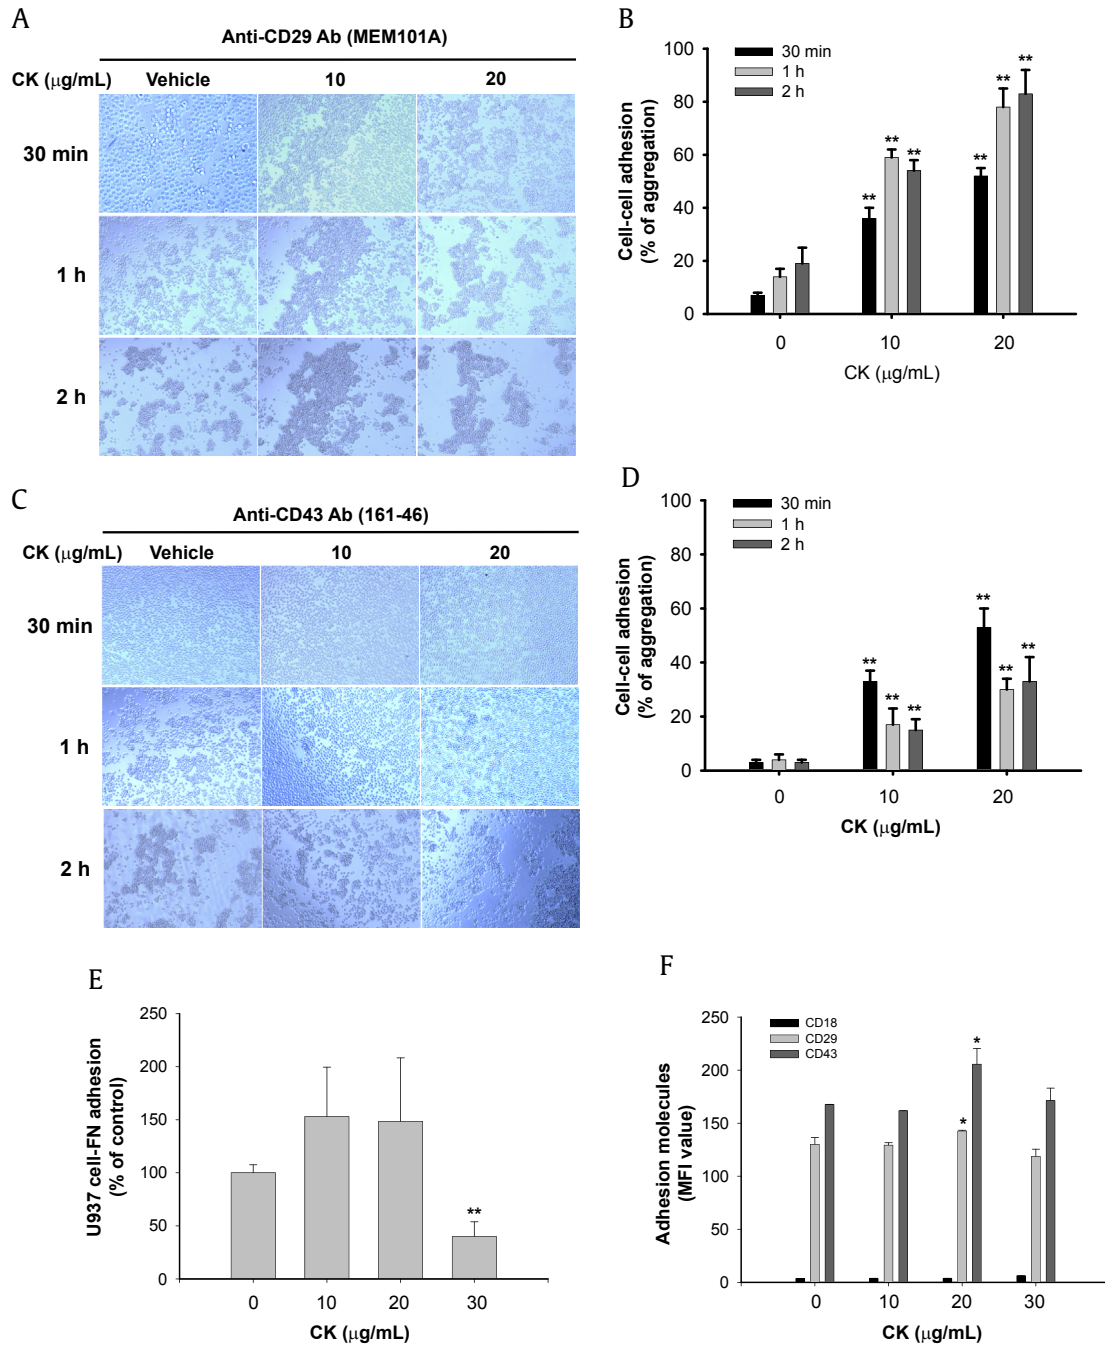 A
Anti-CD29 Ab (MEM101A)
CK (μg/mL) Vehicle 10 20
30 min
1 h
2 h
B
100
80
60
40
20
0
Cell-cell adhesion
(% of aggregation)
30 min
1 h
2 h
** ** **
** ** **
0 10 20
CK (μg/mL)
C
Anti-CD43 Ab (161-46)
CK (μg/mL) Vehicle 10 20
30 min
1 h
2 h
D
100
80
60
40
20
0
Cell-cell adhesion
(% of aggregation)
30 min
1 h
2 h
** ** **
** ** **
0 10 20
CK (μg/mL)
E
250
200
150
100
50
0
U937 cell-FN adhesion
(% of control)
**
0 10 20 30
CK (μg/mL)
F
250
200
150
100
50
0
Adhesion molecules
(MFI value)
CD18
CD29
CD43
* *
0 10 20 30
CK (μg/mL)